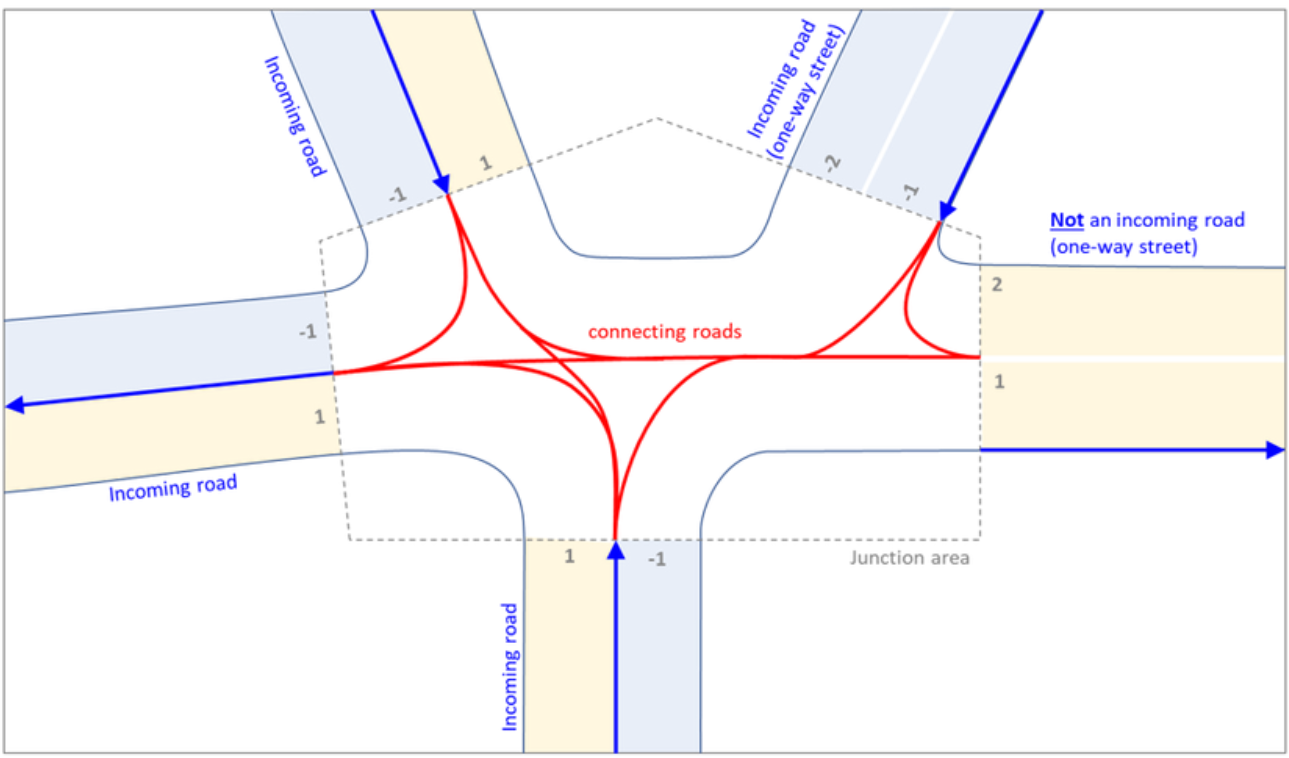 Incoming road
Incoming road
(one-way street)
1
-1
-2
-1
Not an incoming road
(one-way street)
2
-1
connecting roads
1
1
Incoming road
1
-1
Junction area
Incoming road